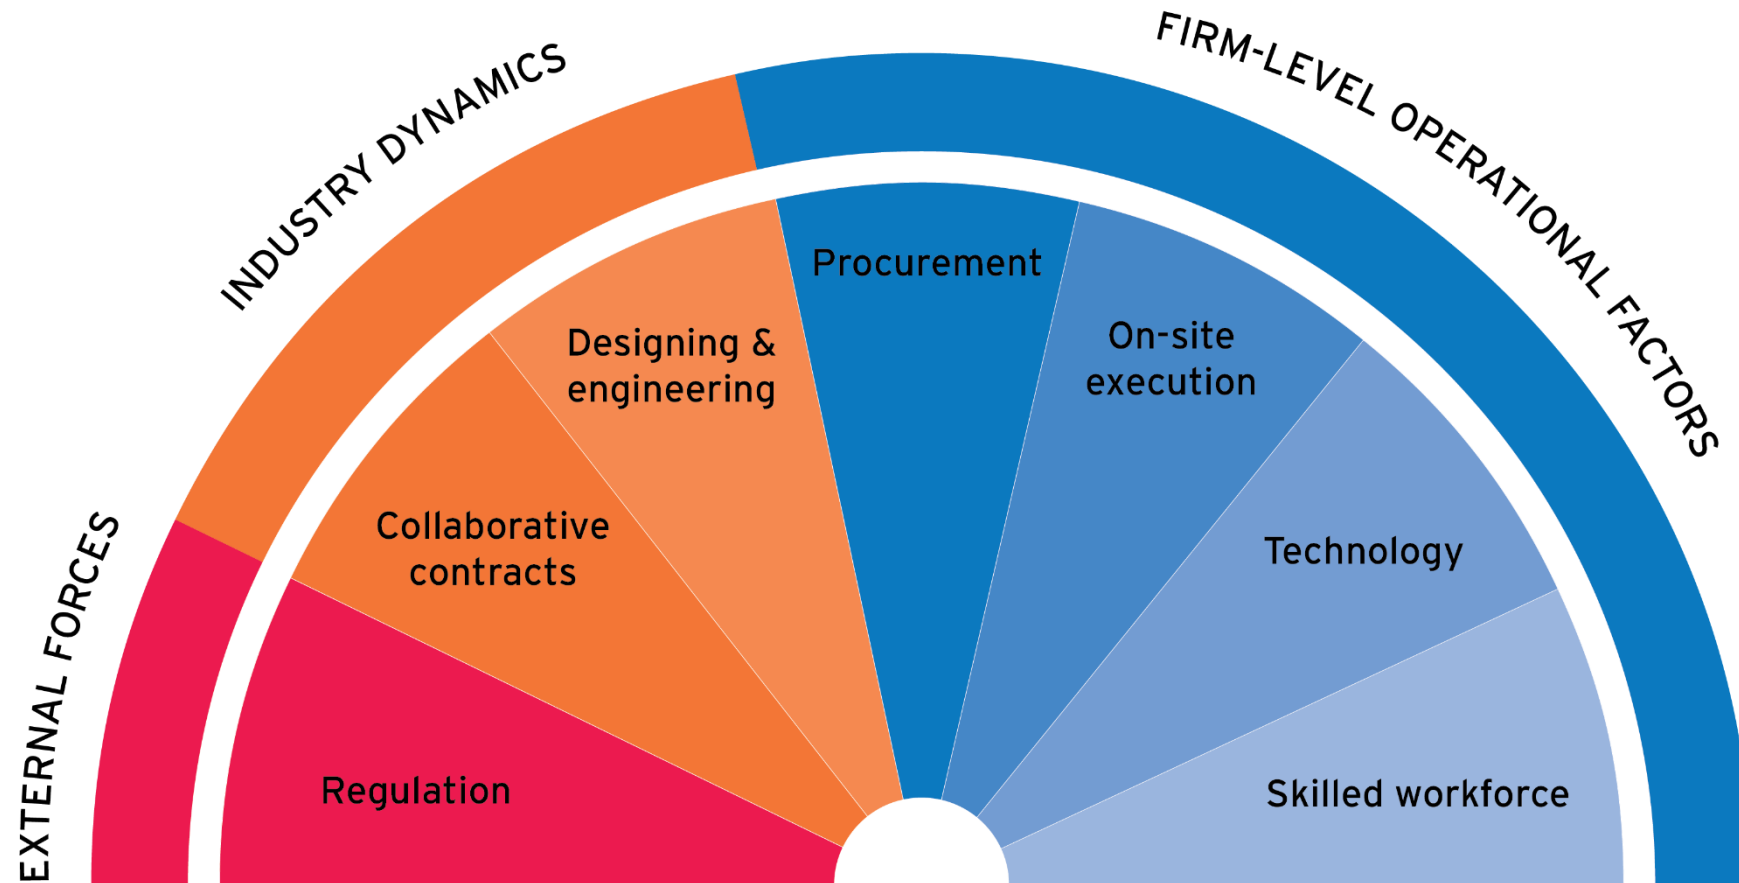 EXTERNAL FORCES
INDUSTRY DYNAMICS
FIRM-LEVEL OPERATIONAL FACTORS
Regulation
Collaborative
contracts
Designing &
engineering
Procurement
On-site
execution
Technology
Skilled workforce